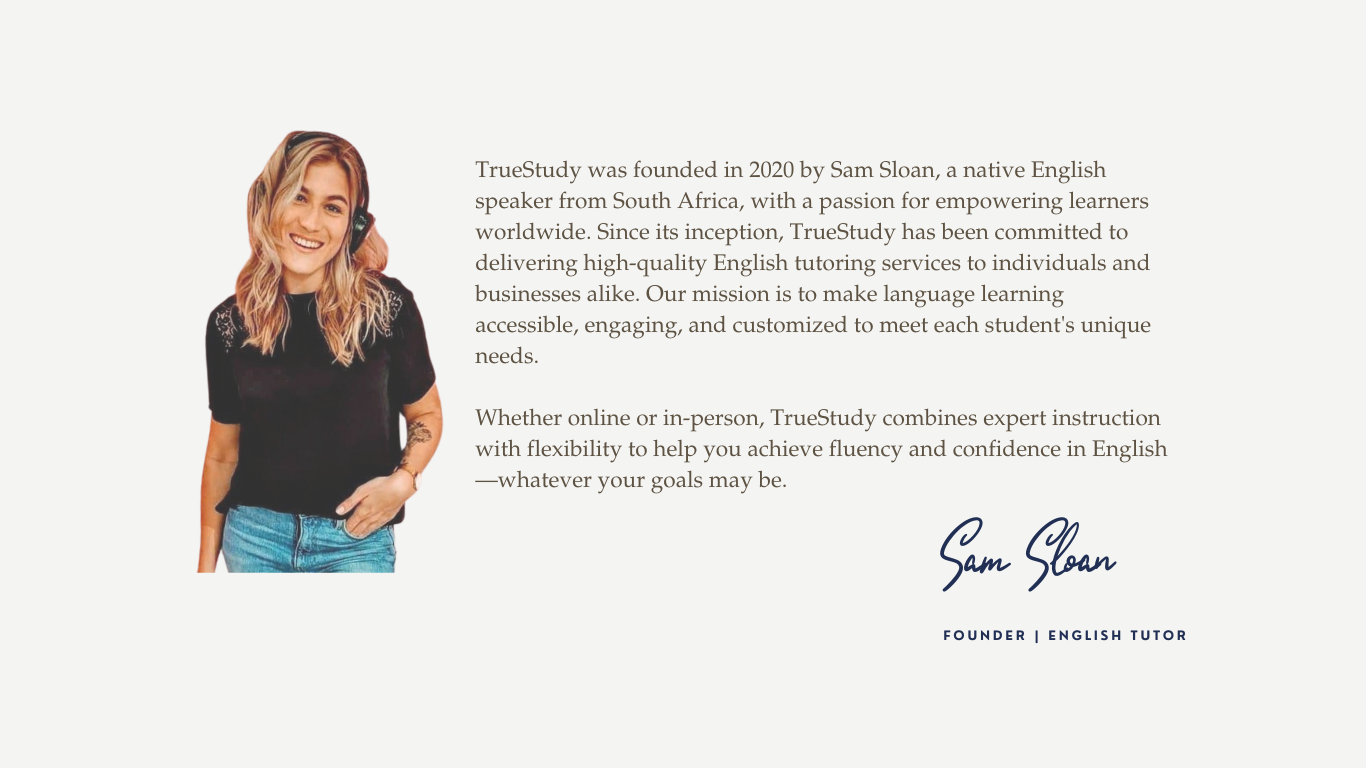 TrueStudy was founded in 2020 by Sam Sloan, a native English
speaker from South Africa, with a passion for empowering learners
worldwide. Since its inception, TrueStudy has been committed to
delivering high-quality English tutoring services to individuals and
businesses alike. Our mission is to make language learning
accessible, engaging, and customized to meet each student's unique
needs.
Whether online or in-person, TrueStudy combines expert instruction
with flexibility to help you achieve fluency and confidence in English
—whatever your goals may be.
Sam Sloan
FOUNDER | ENGLISH TUTOR